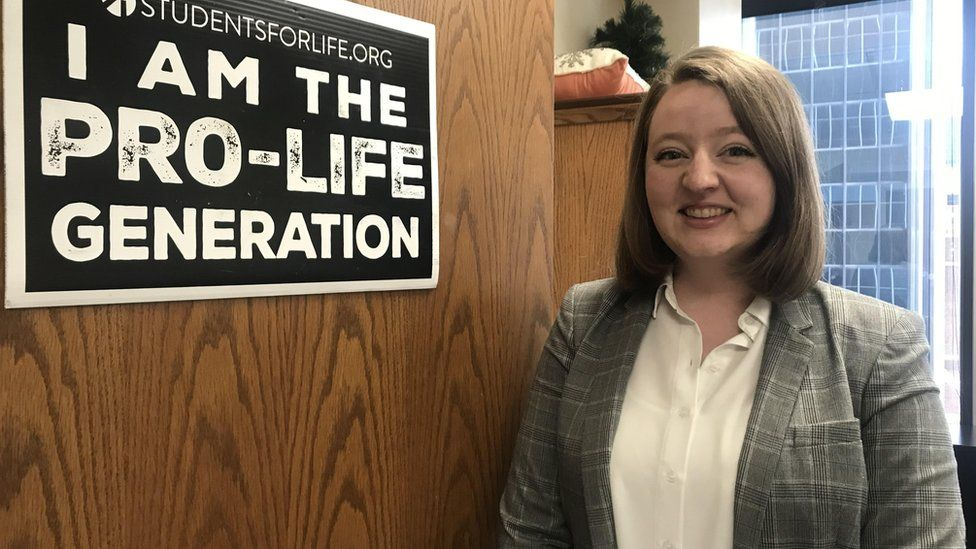 STUDENTSFORLIFE.ORG
I AM THE
PRO-LIFE
GENERATION